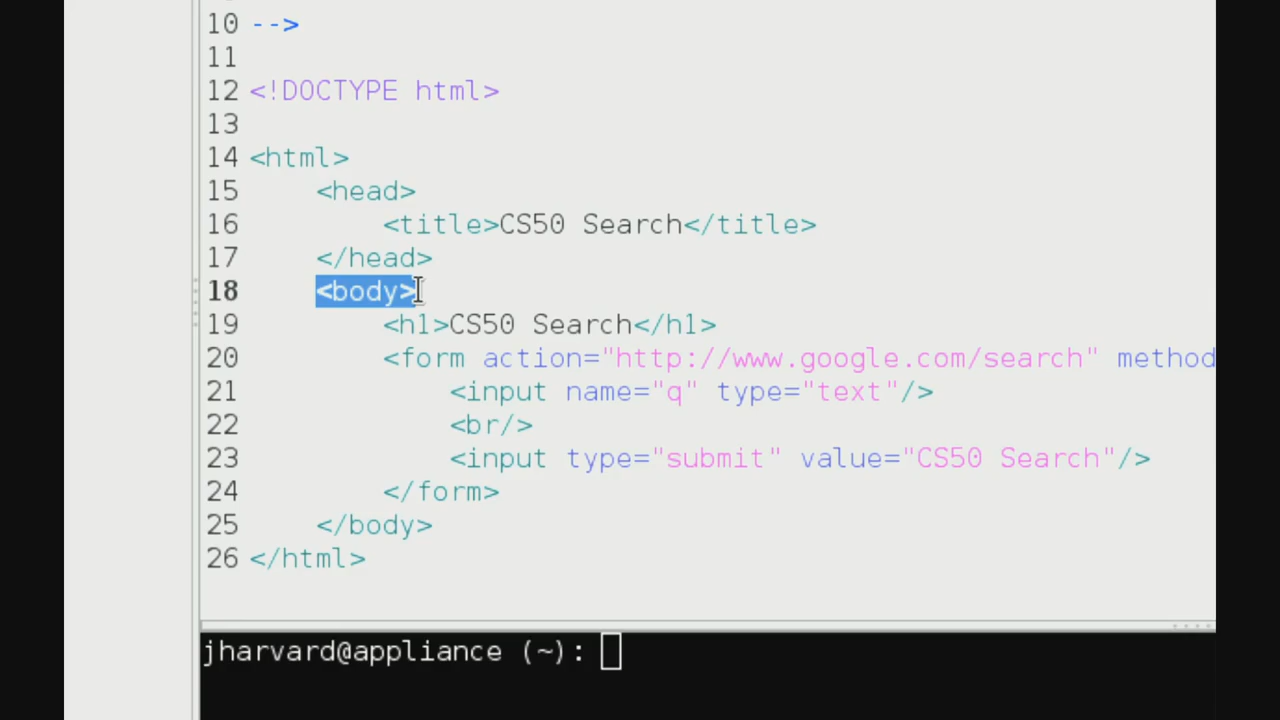 10 -->
11
12 <!DOCTYPE html>
13
14 <html>
15 <head>
16 <title>CS50 Search</title>
17 </head>
18 <body>
19 <h1>CS50 Search</h1>
20 <form action="http://www.google.com/search" method
21 <input name="q" type="text"/>
22 <br/>
23 <input type="submit" value="CS50 Search"/>
24 </form>
25 </body>
26 </html>
jharvard@appliance (~):